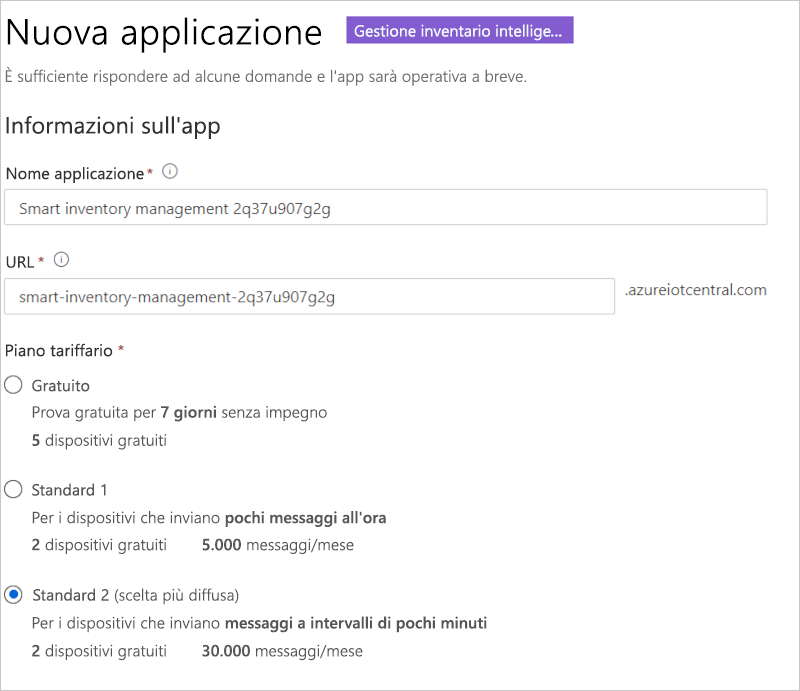 Nuova applicazione Gestione inventario intellige...
È sufficiente rispondere ad alcune domande e l'app sarà operativa a breve.
Informazioni sull'app
Nome applicazione *
Smart inventory management 2q37u907g2g
URL *
smart-inventory-management-2q37u907g2g .azureiotcentral.com
Piano tariffario *
Gratuito
Prova gratuita per 7 giorni senza impegno
5 dispositivi gratuiti
Standard 1
Per i dispositivi che inviano pochi messaggi all'ora
2 dispositivi gratuiti 5.000 messaggi/mese
Standard 2 (scelta più diffusa)
Per i dispositivi che inviano messaggi a intervalli di pochi minuti
2 dispositivi gratuiti 30.000 messaggi/mese